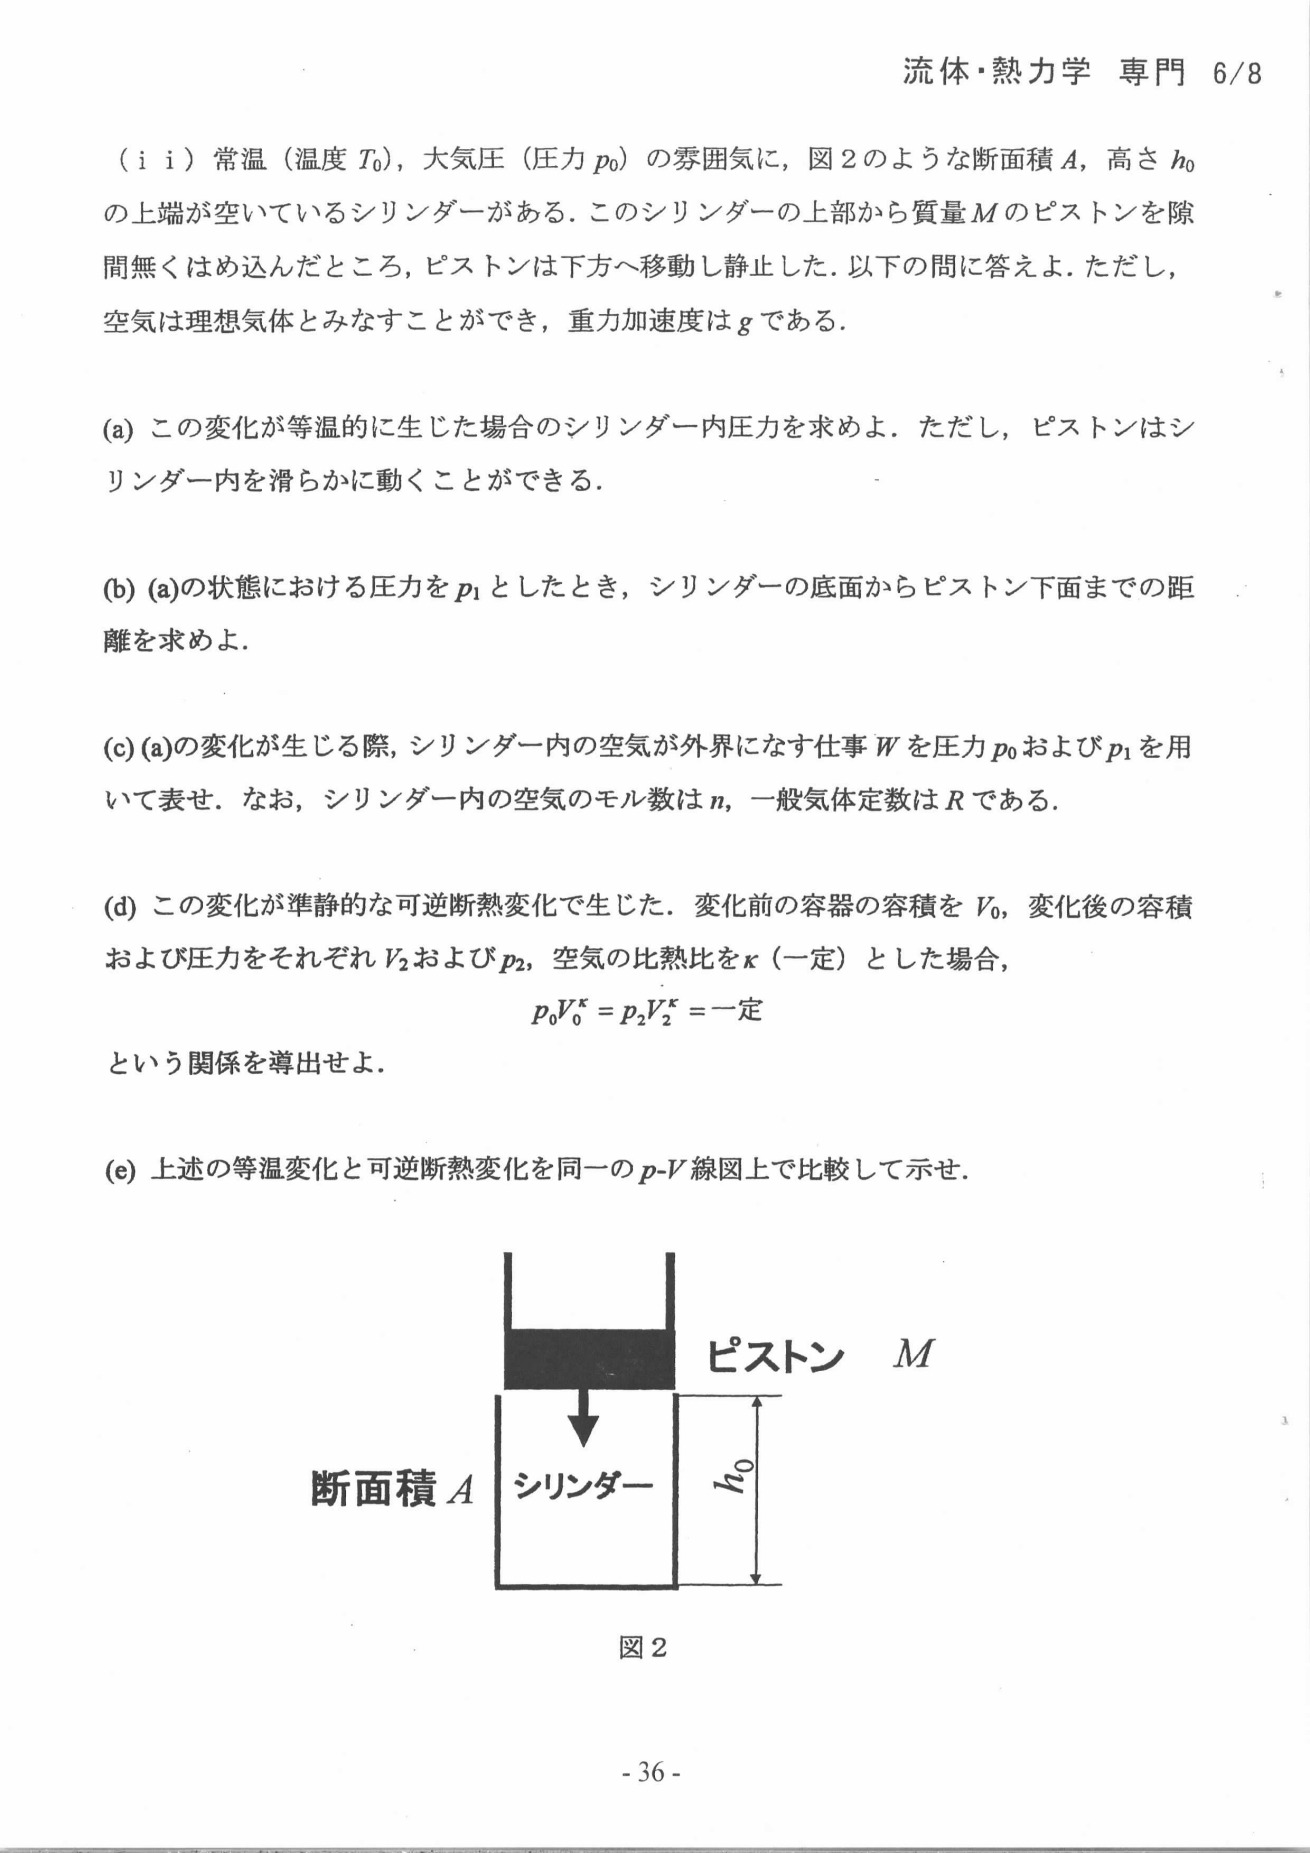 流体・熱力学 専門 6/8
(ii) 常温（温度 T₀），大気圧（圧力 p₀）の雰囲気に，図２のような断面積 A，高さ h₀
の上端が空いているシリンダーがある．このシリンダーの上部から質量 M のピストンを隙
間無くはめ込んだところ，ピストンは下方へ移動し静止した．以下の問に答えよ．ただし，
空気は理想気体とみなすことができ，重力加速度は g である．
(a) この変化が等温的に生じた場合のシリンダー内圧力を求めよ．ただし，ピストンはシ
リンダー内を滑らかに動くことができる．
(b) (a)の状態における圧力を p₁ としたとき，シリンダーの底面からピストン下面までの距
離を求めよ．
(c) (a)の変化が生じる際，シリンダー内の空気が外界になす仕事 W を圧力 p₀ および p₁ を用
いて表せ．なお，シリンダー内の空気のモル数は n，一般気体定数は R である．
(d) この変化が準静的な可逆断熱変化で生じた．変化前の容器の容積を V₀，変化後の容積
および圧力をそれぞれ V₂ および p₂，空気の比熱比を κ（一定）とした場合，
p₀V₀^κ = p₂V₂^κ = 一定
という関係を導出せよ．
(e) 上述の等温変化と可逆断熱変化を同一の p-V 線図上で比較して示せ．
ピストン M
断面積 A
シリンダー
h₀
図２
- 36 -